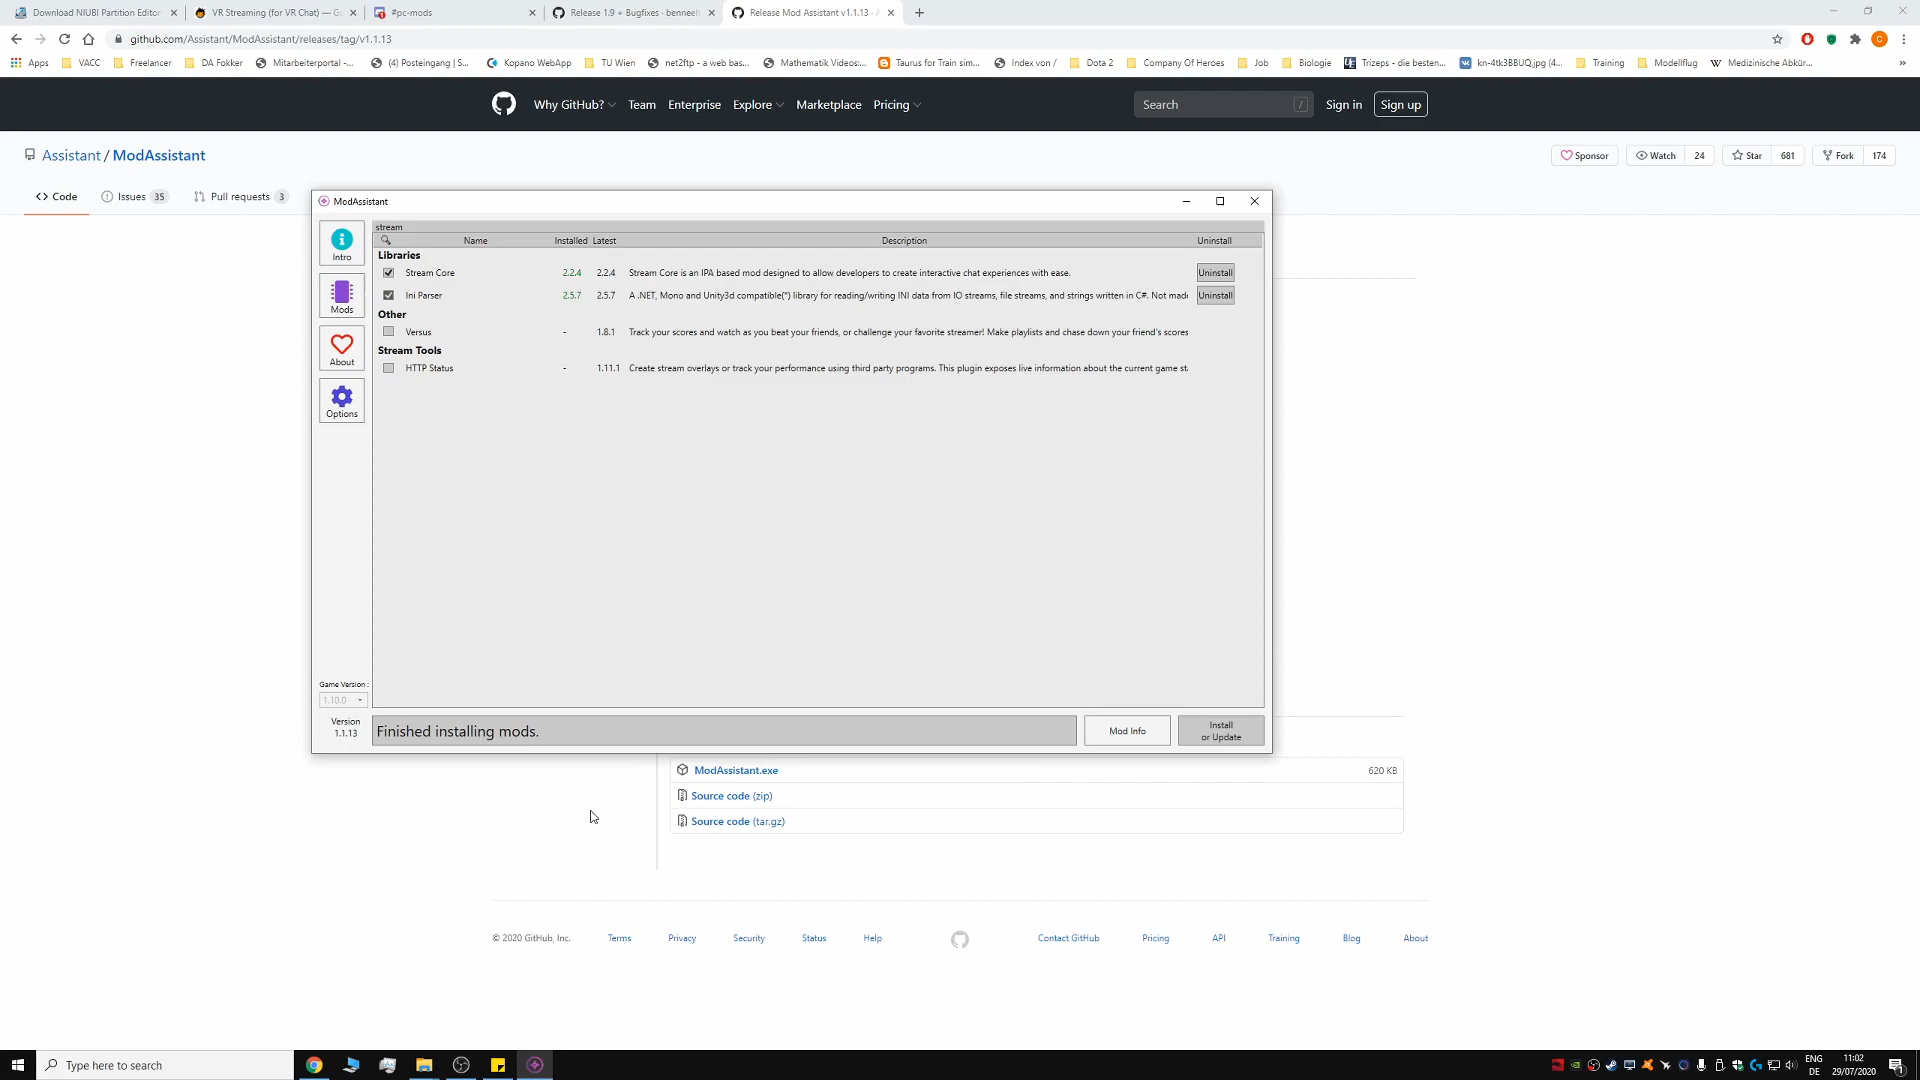 Download NIUBI Partition Editor
VR Streaming (for VR Chat) — Gu
#pc-mods
Release 1.9 + Bugfixes · benneeh
Release Mod Assistant v1.1.13 · A
github.com/Assistant/ModAssistant/releases/tag/v1.1.13
Apps
VACC
Freelancer
DA Fokker
Mitarbeiterportal -...
(4) Posteingang | S...
Kopano WebApp
TU Wien
net2ftp - a web bas...
Mathematik Videos:...
Taurus for Train sim...
Index von /
Dota 2
Company Of Heroes
Job
Biologie
Trizeps - die besten...
kn-4tk3BBUQ.jpg (4...
Training
Modellflug
Medizinische Abkür...
»
Why GitHub?
Team
Enterprise
Explore
Marketplace
Pricing
Search
/
Sign in
Sign up
Assistant / ModAssistant
Sponsor
Watch 24
Star 681
Fork 174
<> Code
Issues 35
Pull requests 3
ModAssistant
Intro
Mods
About
Options
stream
Name Installed Latest Description Uninstall
Libraries
Stream Core 2.2.4 2.2.4 Stream Core is an IPA based mod designed to allow developers to create interactive chat experiences with ease. Uninstall
Ini Parser 2.5.7 2.5.7 A .NET, Mono and Unity3d compatible(*) library for reading/writing INI data from IO streams, file streams, and strings written in C#. Not made Uninstall
Other
Versus - 1.8.1 Track your scores and watch as you beat your friends, or challenge your favorite streamer! Make playlists and chase down your friend's scores
Stream Tools
HTTP Status - 1.11.1 Create stream overlays or track your performance using third party programs. This plugin exposes live information about the current game st
Game Version :
1.10.0
Version
1.1.13
Finished installing mods.
Mod Info
Install
or Update
ModAssistant.exe 620 KB
Source code (zip)
Source code (tar.gz)
© 2020 GitHub, Inc.
Terms
Privacy
Security
Status
Help
Contact GitHub
Pricing
API
Training
Blog
About
Type here to search
ENG
DE
11:02
29/07/2020
1